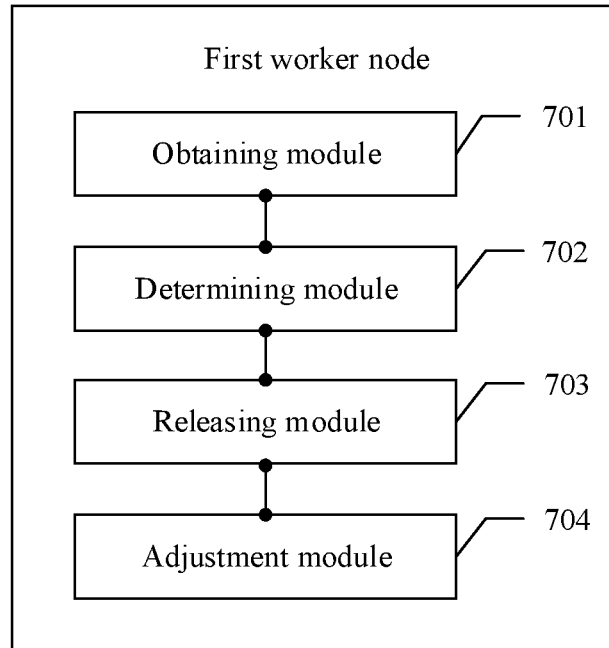 First worker node
Obtaining module
701
Determining module
702
Releasing module
703
Adjustment module
704